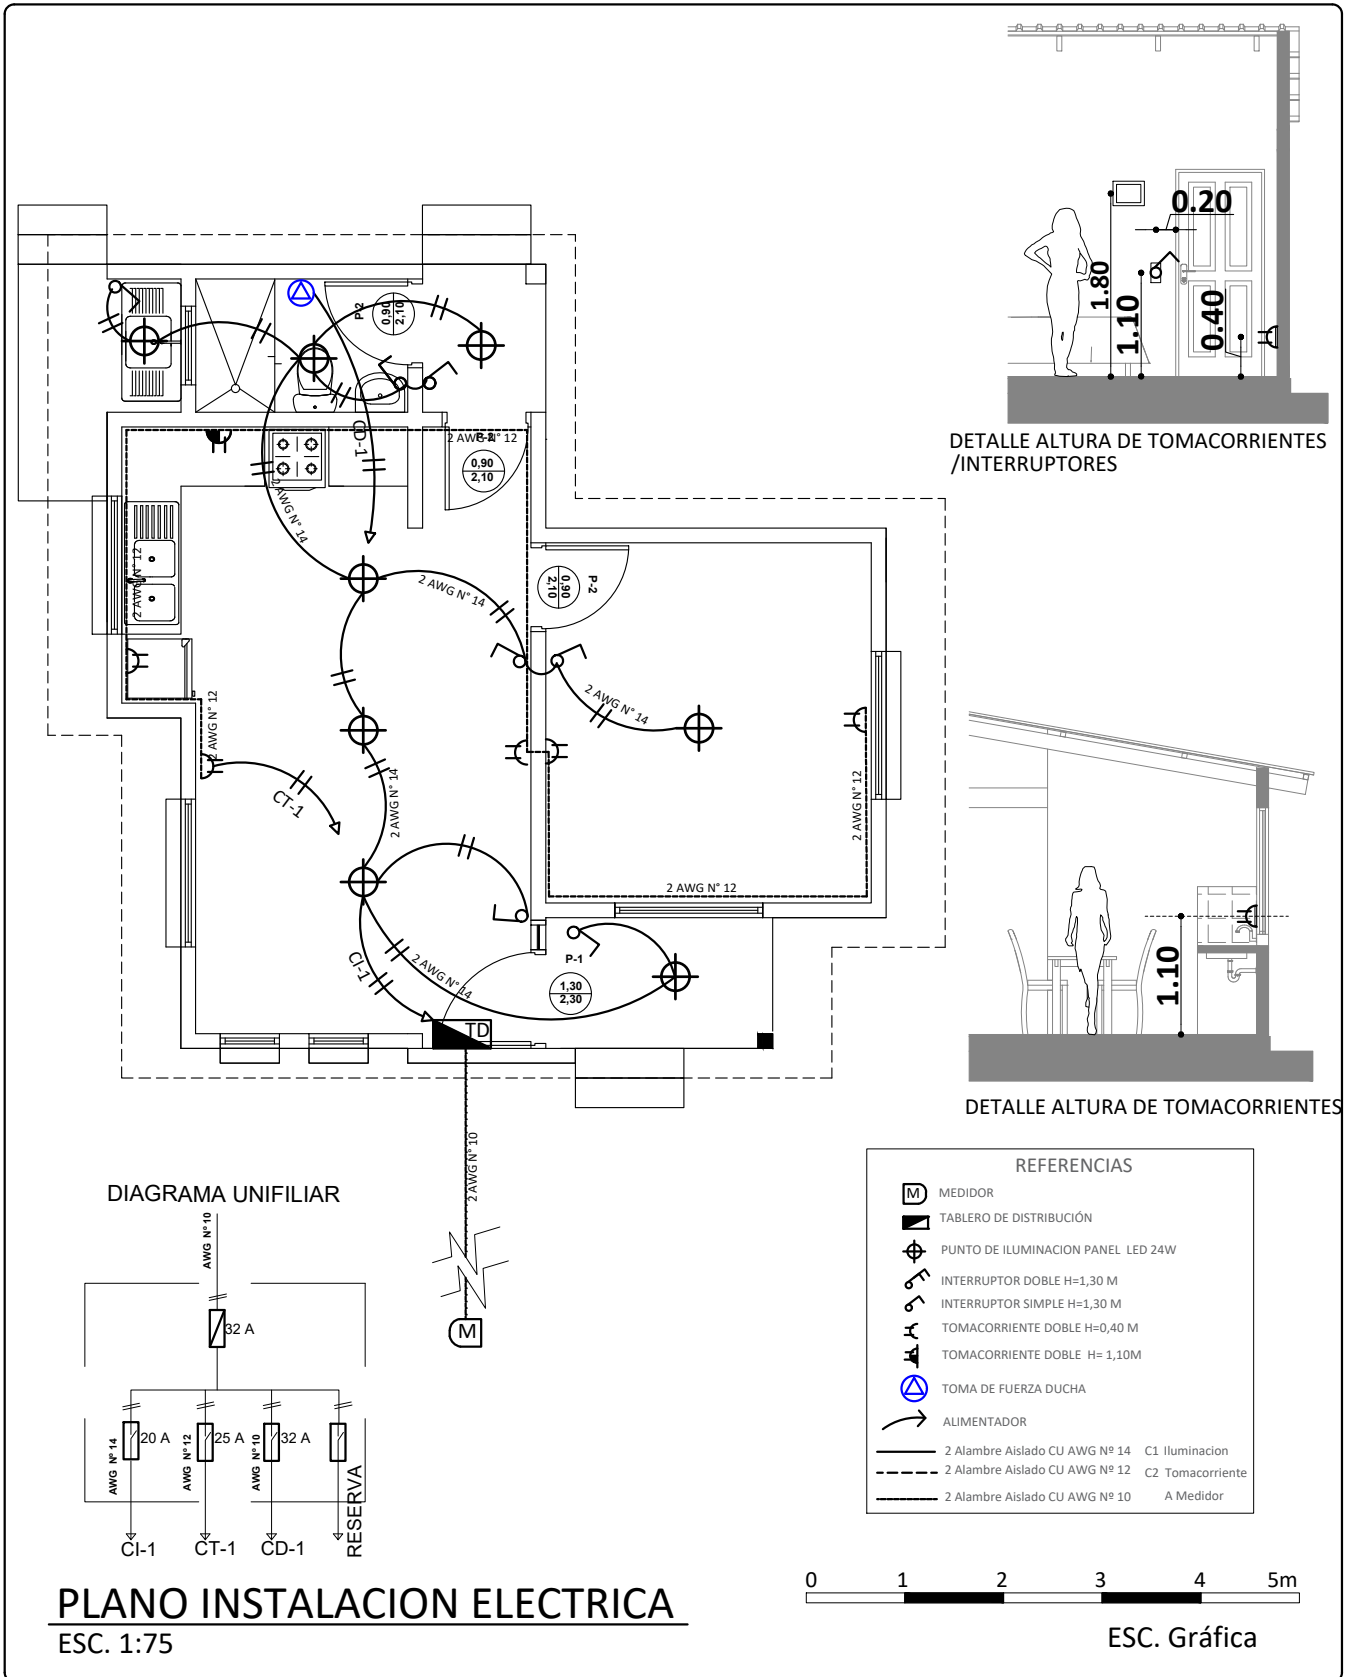 0.20
1.80
1.10
0.40
DETALLE ALTURA DE TOMACORRIENTES
/INTERRUPTORES
P-2
0,90
2,10
CD-1
2 AWG N° 12
P-2
0,90
2,10
2 AWG N° 14
2 AWG N° 12
2 AWG N° 14
0,90
2,10
P-2
2 AWG N° 12
2 AWG N° 14
CT-1
2 AWG N° 14
2 AWG N° 12
2 AWG N° 12
CI-1
2 AWG N° 14
P-1
1,30
2,30
TD
1.10
DETALLE ALTURA DE TOMACORRIENTES
2 AWG N° 10
M
DIAGRAMA UNIFILIAR
AWG Nº 10
32 A
AWG Nº 14
20 A
AWG Nº 12
25 A
AWG Nº 10
32 A
CI-1
CT-1
CD-1
RESERVA
REFERENCIAS
M MEDIDOR
TABLERO DE DISTRIBUCIÓN
PUNTO DE ILUMINACION PANEL LED 24W
INTERRUPTOR DOBLE H=1,30 M
INTERRUPTOR SIMPLE H=1,30 M
TOMACORRIENTE DOBLE H=0,40 M
TOMACORRIENTE DOBLE H= 1,10M
TOMA DE FUERZA DUCHA
ALIMENTADOR
2 Alambre Aislado CU AWG Nº 14 C1 Iluminacion
2 Alambre Aislado CU AWG Nº 12 C2 Tomacorriente
2 Alambre Aislado CU AWG Nº 10 A Medidor
PLANO INSTALACION ELECTRICA
ESC. 1:75
0 1 2 3 4 5m
ESC. Gráfica